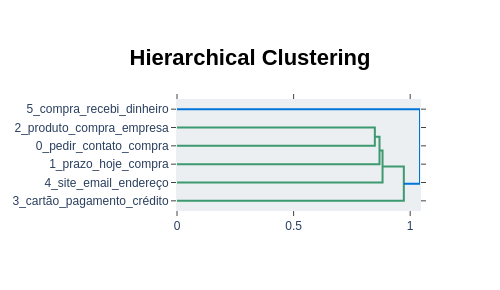 Hierarchical Clustering
5_compra_recebi_dinheiro
2_produto_compra_empresa
0_pedir_contato_compra
1_prazo_hoje_compra
4_site_email_endereço
3_cartão_pagamento_crédito
0 0.5 1